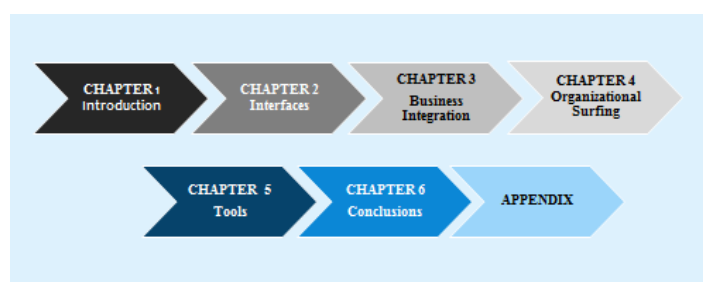 CHAPTER 1
Introduction
CHAPTER 2
Interfaces
CHAPTER 3
Business
Integration
CHAPTER 4
Organizational
Surfing
CHAPTER 5
Tools
CHAPTER 6
Conclusions
APPENDIX